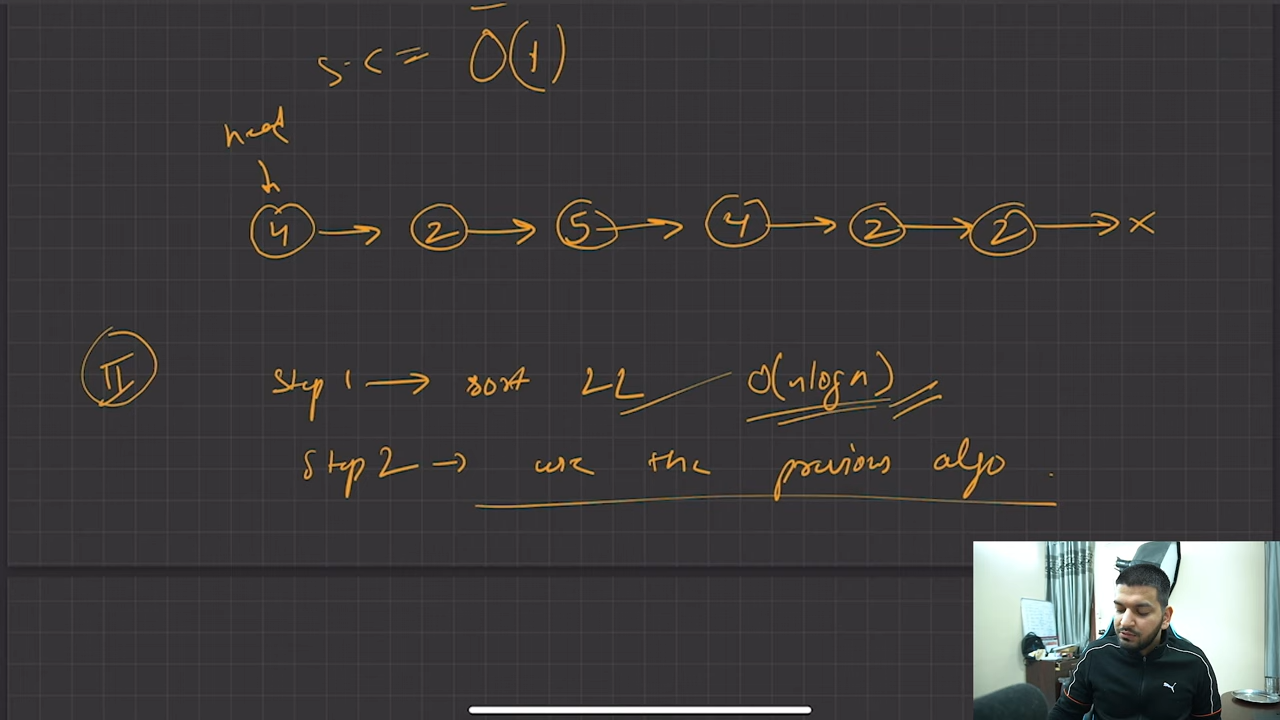 S.C = O(1)
head
4 → 2 → 5 → 4 → 2 → 2 → X
II
Step 1 → sort LL O(nlogn)
Step 2 → use the previous algo.